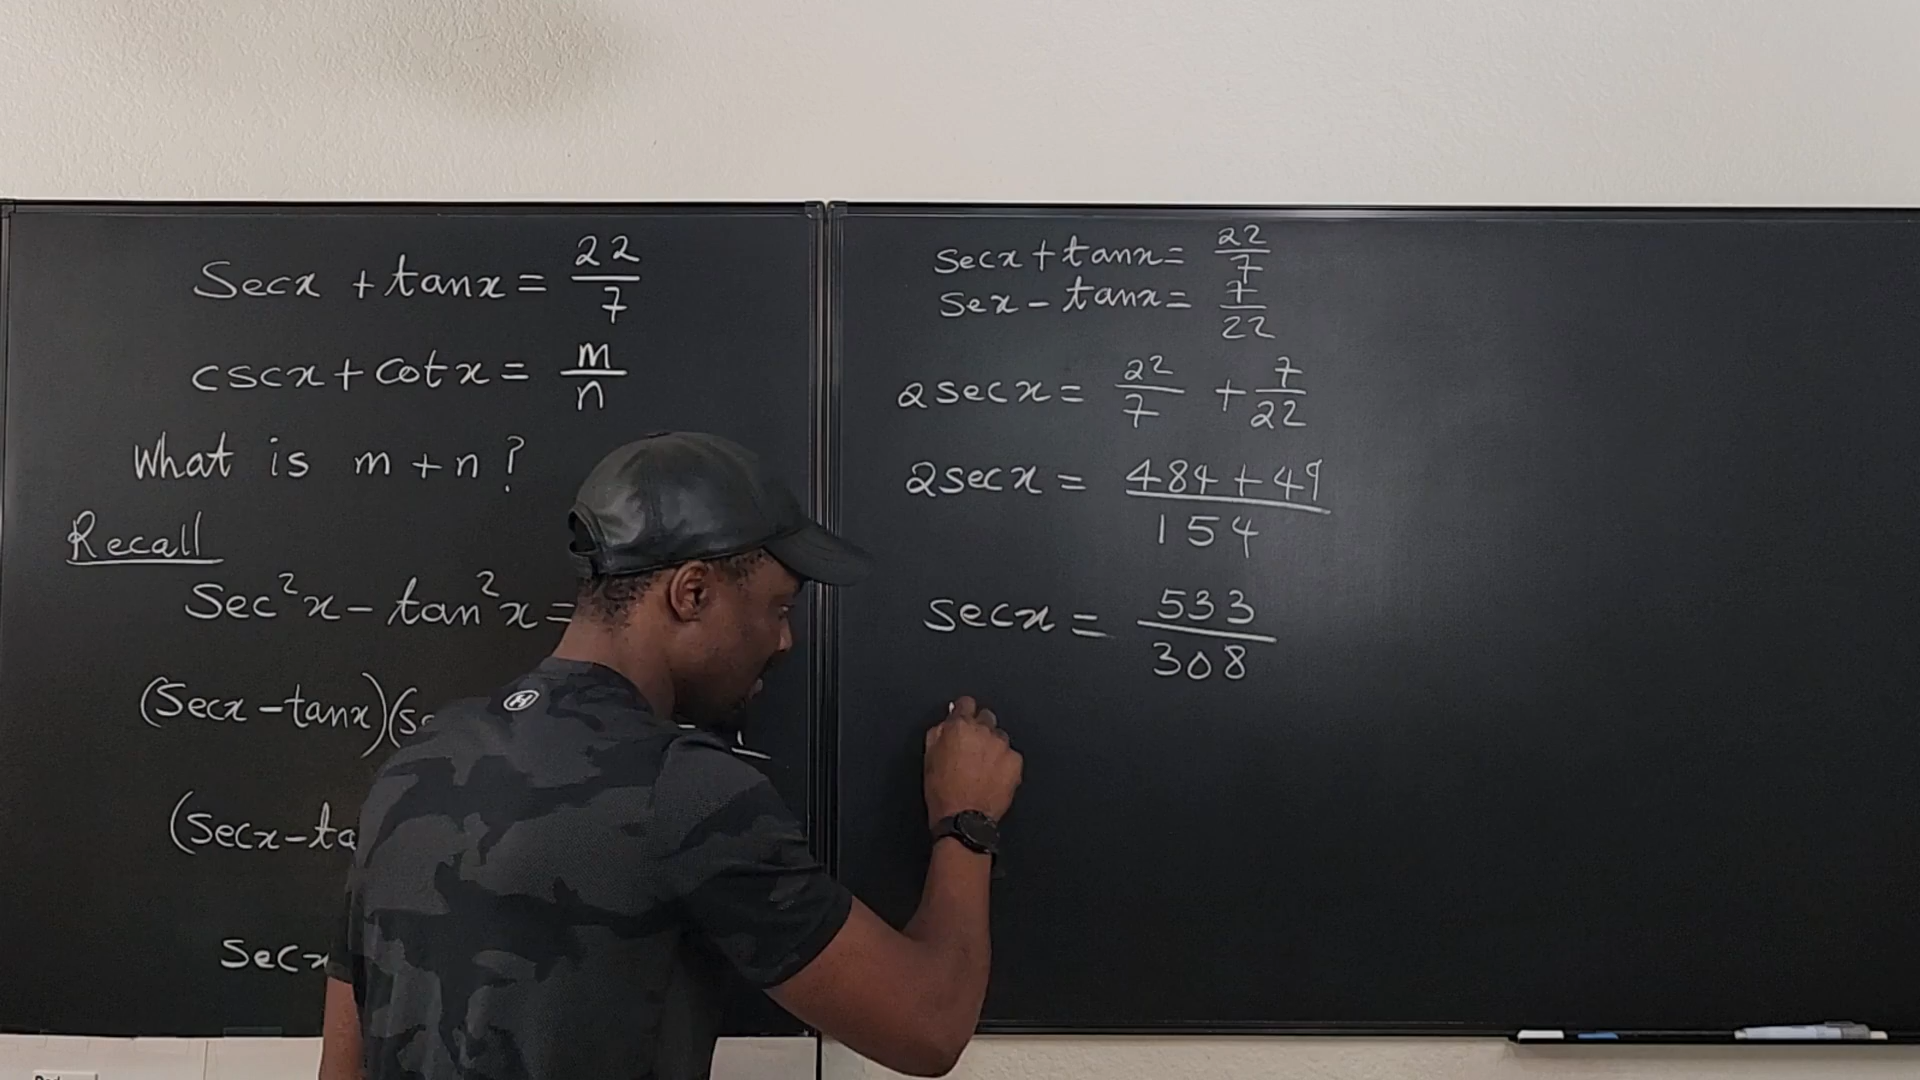 Secx + tanx = 22/7
cscx + cotx = m/n
What is m + n ?
Recall
Sec²x - tan²x =
(Secx - tanx)(
(Secx - ta
Secx
secx + tanx = 22/7
Sex - tanx = 7/22
2secx = 22/7 + 7/22
2secx = 484 + 49/154
secx = 533/308